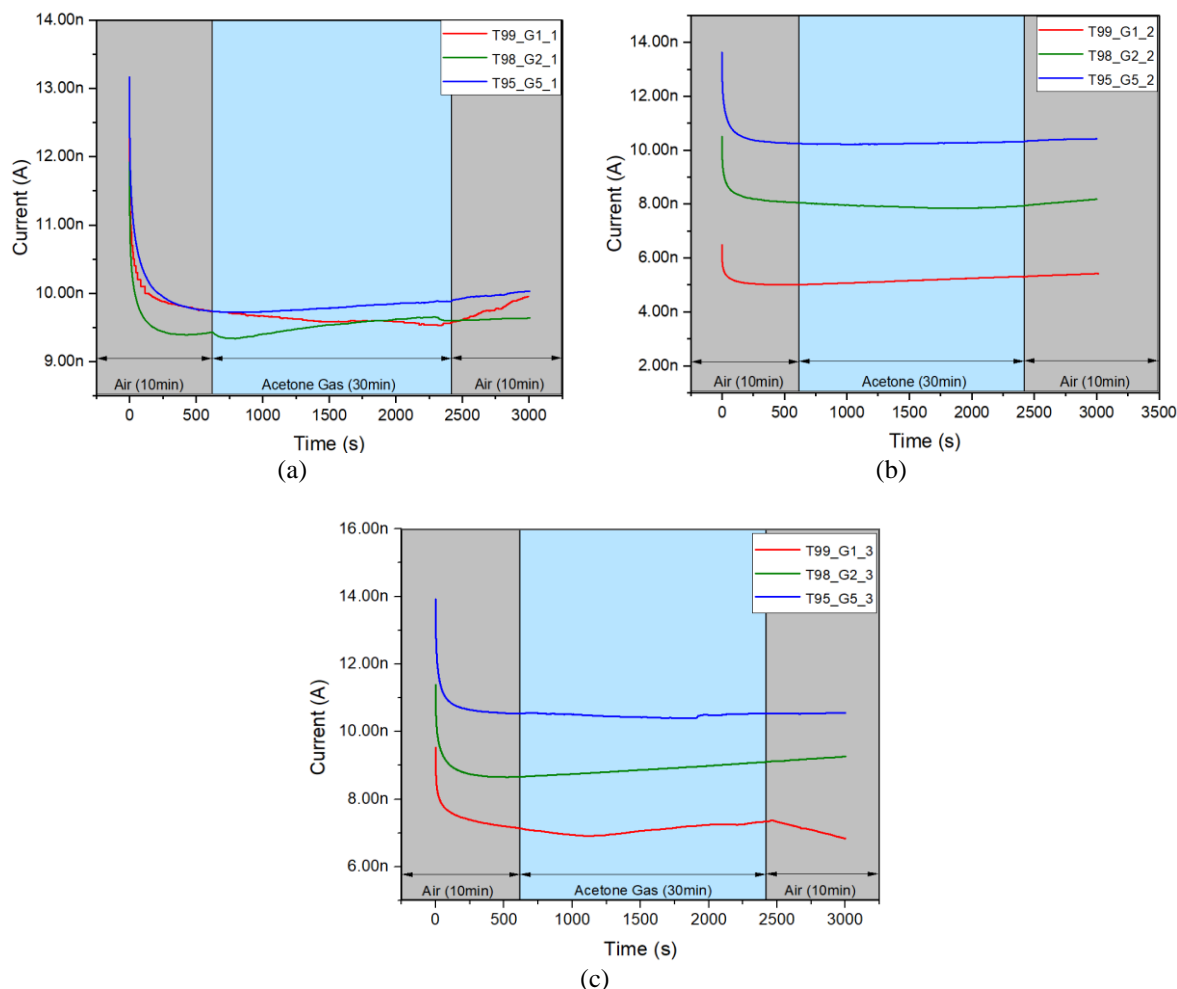 14.00n
13.00n
12.00n
11.00n
10.00n
9.00n
Current (A)
T99_G1_1
T98_G2_1
T95_G5_1
Air (10min)
Acetone Gas (30min)
Air (10min)
0 500 1000 1500 2000 2500 3000
Time (s)
(a)
14.00n
12.00n
10.00n
8.00n
6.00n
4.00n
2.00n
Current (A)
T99_G1_2
T98_G2_2
T95_G5_2
Air (10min)
Acetone (30min)
Air (10min)
0 500 1000 1500 2000 2500 3000 3500
Time (s)
(b)
16.00n
14.00n
12.00n
10.00n
8.00n
6.00n
Current (A)
T99_G1_3
T98_G2_3
T95_G5_3
Air (10min)
Acetone Gas (30min)
Air (10min)
0 500 1000 1500 2000 2500 3000
Time (s)
(c)